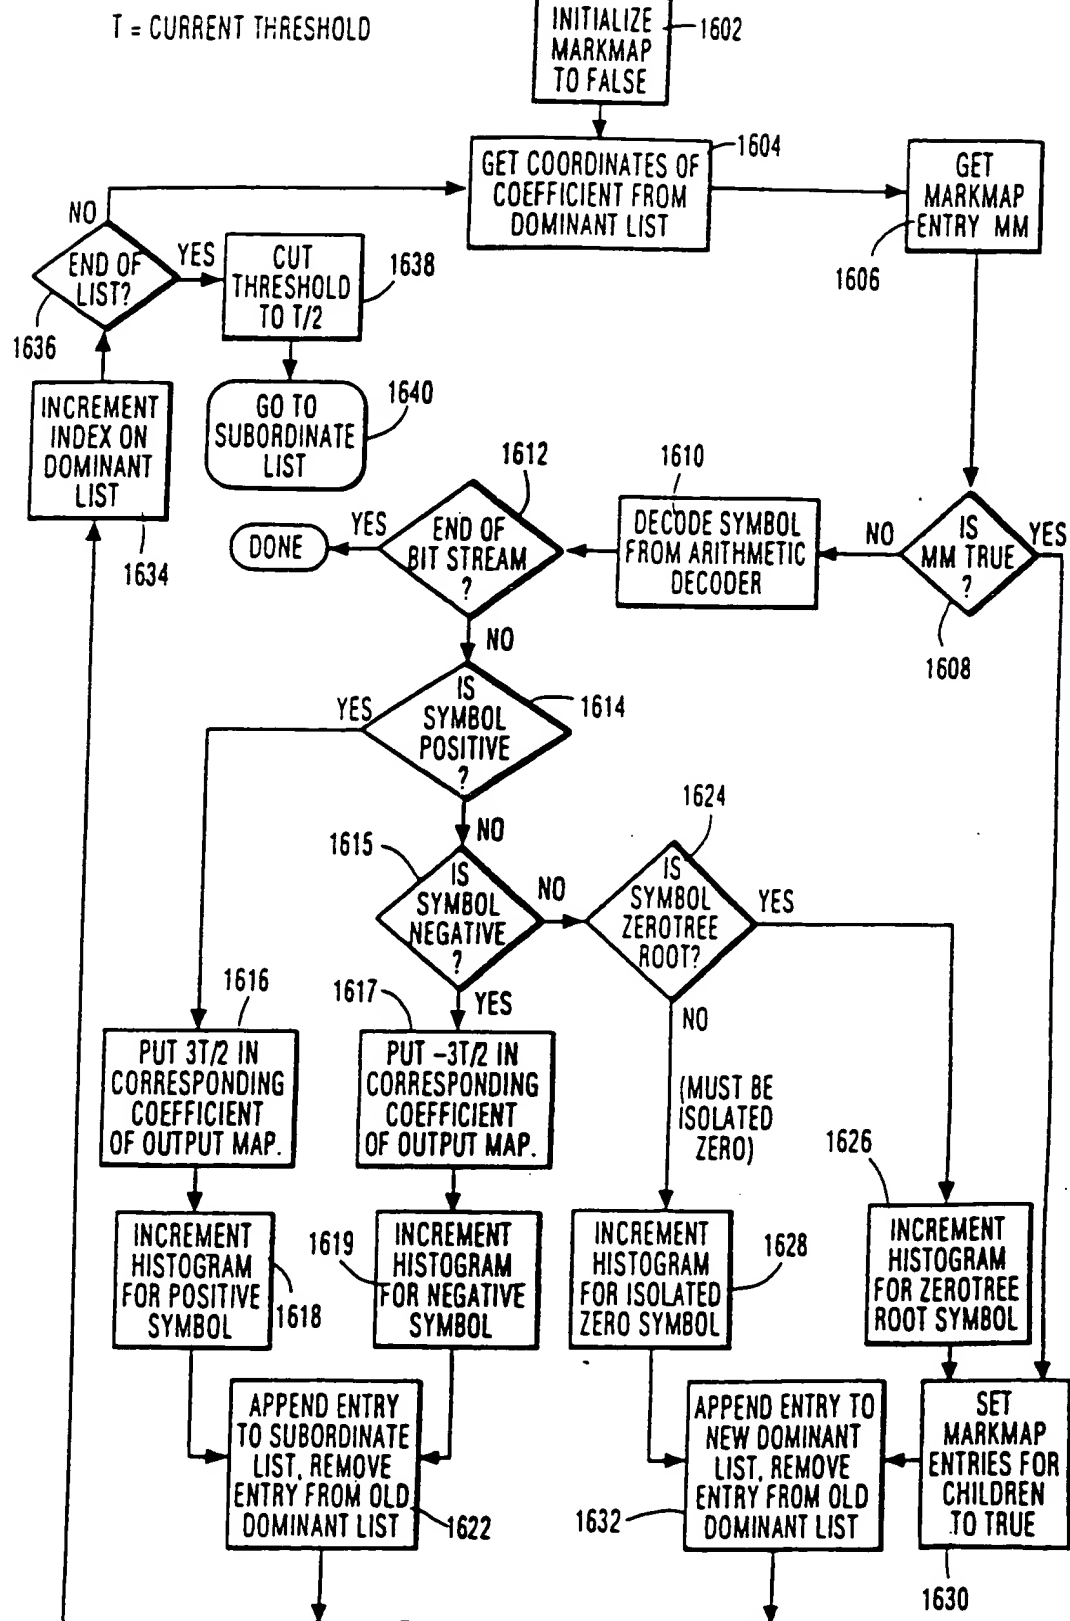 T = CURRENT THRESHOLD
INITIALIZE
MARKMAP
TO FALSE
1602
GET COORDINATES OF
COEFFICIENT FROM
DOMINANT LIST
1604
GET
MARKMAP
ENTRY MM
1606
NO
END OF
LIST?
YES
1636
CUT
THRESHOLD
TO T/2
1638
GO TO
SUBORDINATE
LIST
1640
INCREMENT
INDEX ON
DOMINANT
LIST
1634
DONE
YES
END OF
BIT STREAM
?
1612
NO
1610
DECODE SYMBOL
FROM ARITHMETIC
DECODER
NO
IS
MM TRUE
?
YES
1608
YES
IS
SYMBOL
POSITIVE
?
1614
NO
1615
IS
SYMBOL
NEGATIVE
?
NO
YES
1624
IS
SYMBOL
ZEROTREE
ROOT?
YES
NO
(MUST BE
ISOLATED
ZERO)
1616
PUT 3T/2 IN
CORRESPONDING
COEFFICIENT
OF OUTPUT MAP.
1617
PUT -3T/2 IN
CORRESPONDING
COEFFICIENT
OF OUTPUT MAP.
1626
INCREMENT
HISTOGRAM
FOR POSITIVE
SYMBOL
1618
1619
INCREMENT
HISTOGRAM
FOR NEGATIVE
SYMBOL
INCREMENT
HISTOGRAM
FOR ISOLATED
ZERO SYMBOL
1628
INCREMENT
HISTOGRAM
FOR ZEROTREE
ROOT SYMBOL
APPEND ENTRY
TO SUBORDINATE
LIST, REMOVE
ENTRY FROM OLD
DOMINANT LIST
1622
1632
APPEND ENTRY TO
NEW DOMINANT
LIST, REMOVE
ENTRY FROM OLD
DOMINANT LIST
SET
MARKMAP
ENTRIES FOR
CHILDREN
TO TRUE
1630